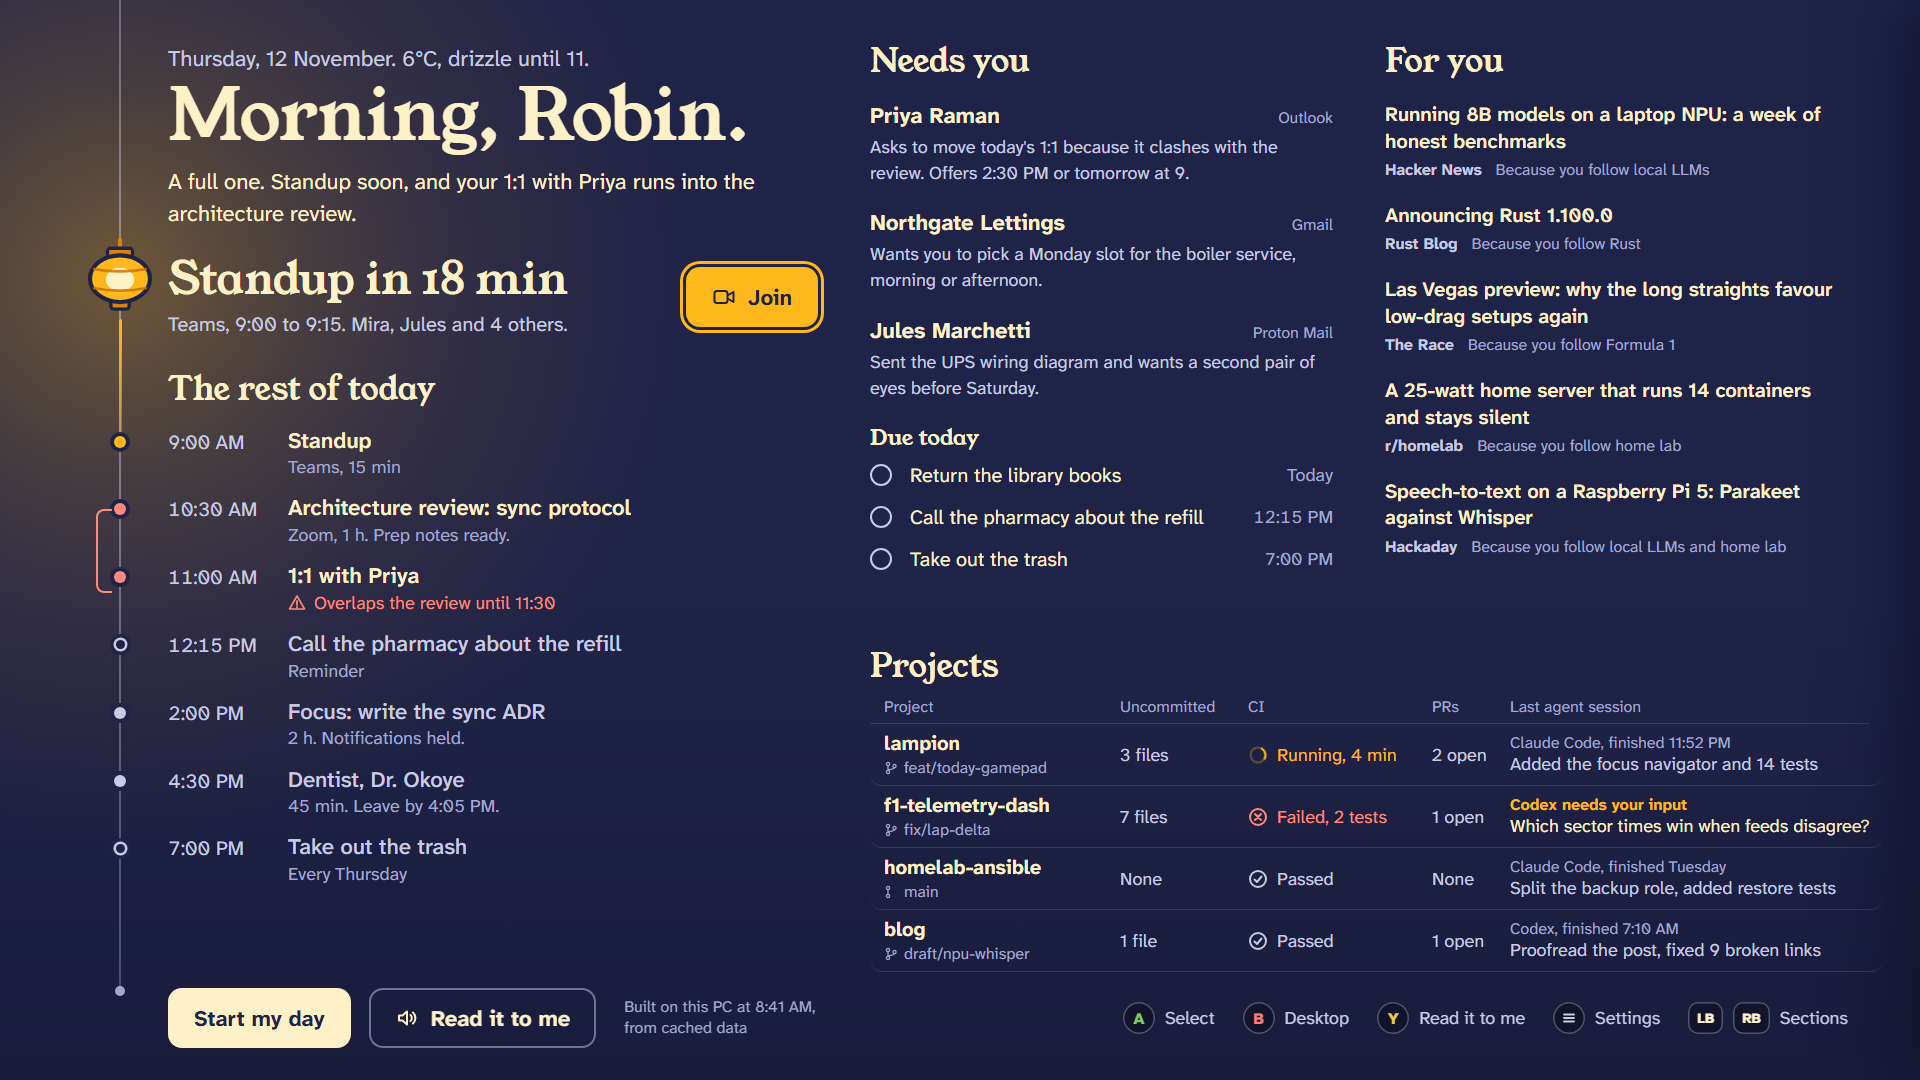 Thursday, 12 November. 6°C, drizzle until 11.
Morning, Robin.
A full one. Standup soon, and your 1:1 with Priya runs into the
architecture review.
Standup in 18 min
Teams, 9:00 to 9:15. Mira, Jules and 4 others.
Join
The rest of today
9:00 AM Standup
Teams, 15 min
10:30 AM Architecture review: sync protocol
Zoom, 1 h. Prep notes ready.
11:00 AM 1:1 with Priya
Overlaps the review until 11:30
12:15 PM Call the pharmacy about the refill
Reminder
2:00 PM Focus: write the sync ADR
2 h. Notifications held.
4:30 PM Dentist, Dr. Okoye
45 min. Leave by 4:05 PM.
7:00 PM Take out the trash
Every Thursday
Start my day
Read it to me
Built on this PC at 8:41 AM,
from cached data
Needs you
Priya Raman Outlook
Asks to move today's 1:1 because it clashes with the
review. Offers 2:30 PM or tomorrow at 9.
Northgate Lettings Gmail
Wants you to pick a Monday slot for the boiler service,
morning or afternoon.
Jules Marchetti Proton Mail
Sent the UPS wiring diagram and wants a second pair of
eyes before Saturday.
Due today
Return the library books Today
Call the pharmacy about the refill 12:15 PM
Take out the trash 7:00 PM
For you
Running 8B models on a laptop NPU: a week of
honest benchmarks
Hacker News Because you follow local LLMs
Announcing Rust 1.100.0
Rust Blog Because you follow Rust
Las Vegas preview: why the long straights favour
low-drag setups again
The Race Because you follow Formula 1
A 25-watt home server that runs 14 containers
and stays silent
r/homelab Because you follow home lab
Speech-to-text on a Raspberry Pi 5: Parakeet
against Whisper
Hackaday Because you follow local LLMs and home lab
Projects
Project Uncommitted CI PRs Last agent session
lampion
feat/today-gamepad
3 files Running, 4 min 2 open
Claude Code, finished 11:52 PM
Added the focus navigator and 14 tests
f1-telemetry-dash
fix/lap-delta
7 files Failed, 2 tests 1 open
Codex needs your input
Which sector times win when feeds disagree?
homelab-ansible
main
None Passed None
Claude Code, finished Tuesday
Split the backup role, added restore tests
blog
draft/npu-whisper
1 file Passed 1 open
Codex, finished 7:10 AM
Proofread the post, fixed 9 broken links
A Select B Desktop Y Read it to me Settings LB RB Sections